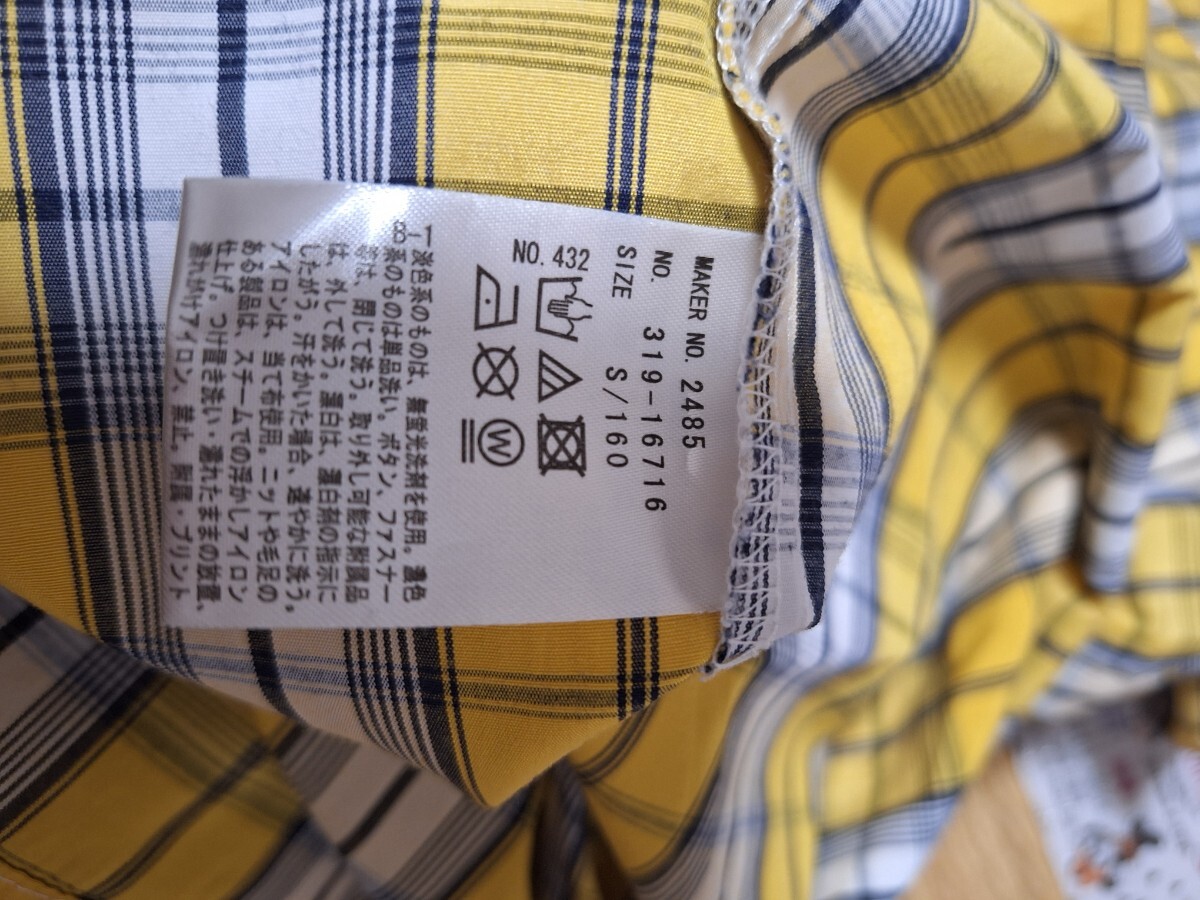 MAKER NO. 2485
NO. 319-16716
SIZE S/160
NO.432
W
淡色系のものは、無蛍光洗剤を使用。濃色
系のものは単品洗い。ボタン、ファスナー
等は、閉じて洗う。取り外し可能な附属品
は、外して洗う。漂白は、漂白剤の指示に
したがう。汗をかいた場合、速やかに洗う。
アイロンは、当て布使用。ニットや毛足の
ある製品は、スチームでの浮かしアイロン
仕上げ。つけ置き洗い・濡れたままの放置、
アイロン、禁止。附属・プリント